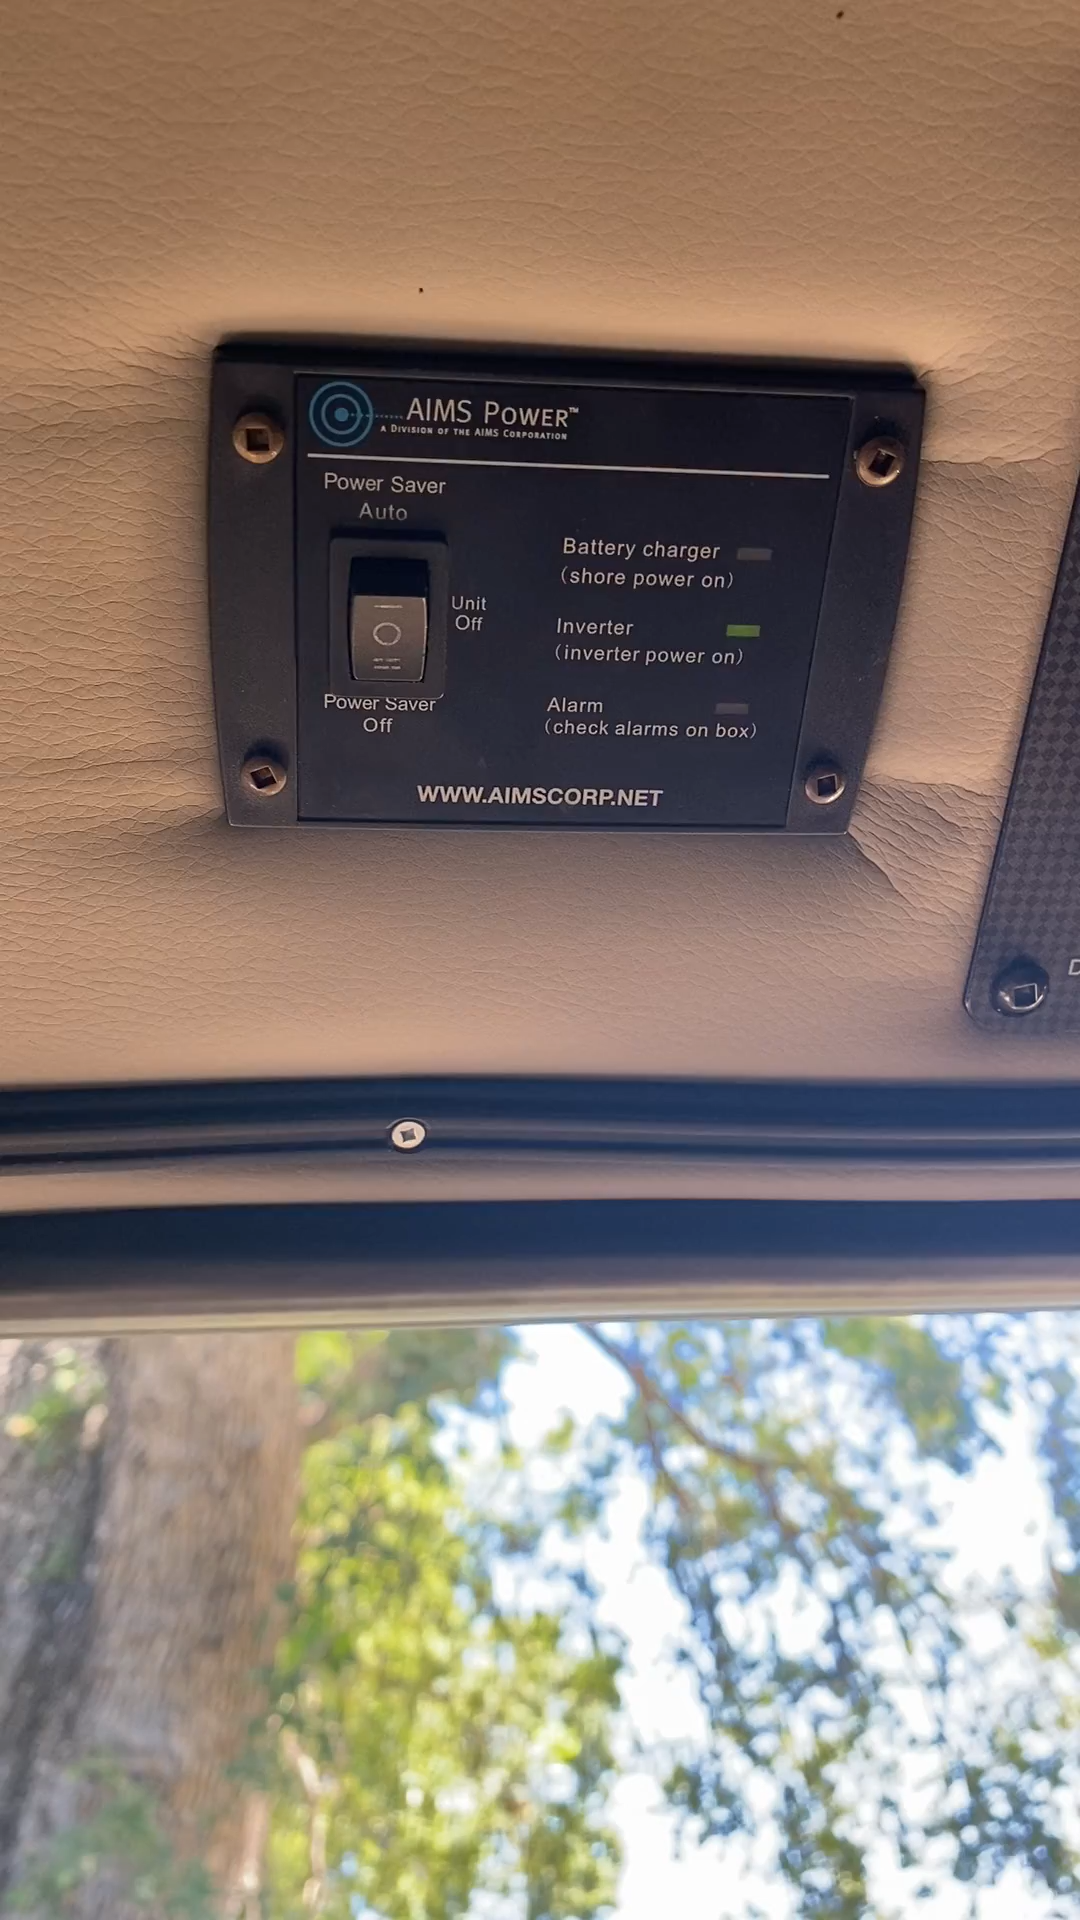 AIMS POWER™
A DIVISION OF THE AIMS CORPORATION
Power Saver
Auto
Unit
Off
Power Saver
Off
Battery charger
(shore power on)
Inverter
(inverter power on)
Alarm
(check alarms on box)
WWW.AIMSCORP.NET
D